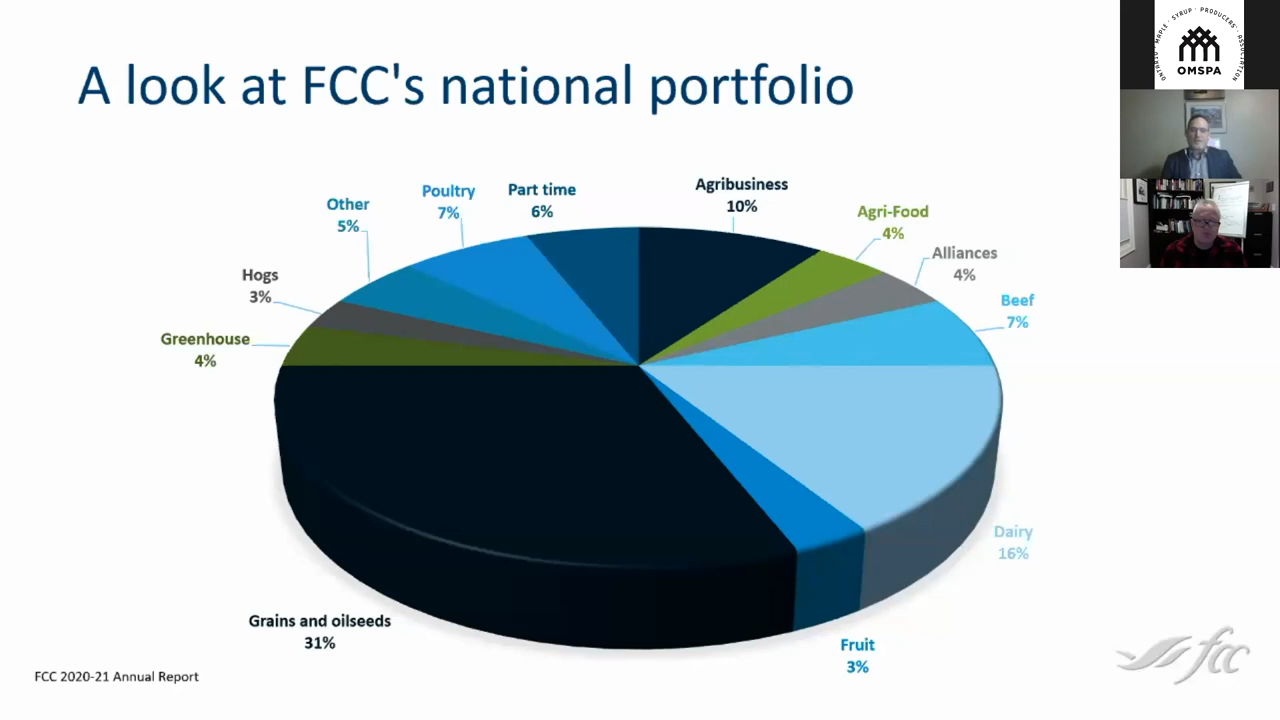 A look at FCC's national portfolio
ONTARIO · MAPLE · SYRUP · PRODUCERS' · ASSOCIATION
OMSPA
Agribusiness
10%
Agri-Food
4%
Alliances
4%
Beef
7%
Dairy
16%
Fruit
3%
Grains and oilseeds
31%
Greenhouse
4%
Hogs
3%
Other
5%
Poultry
7%
Part time
6%
FCC 2020-21 Annual Report
fcc